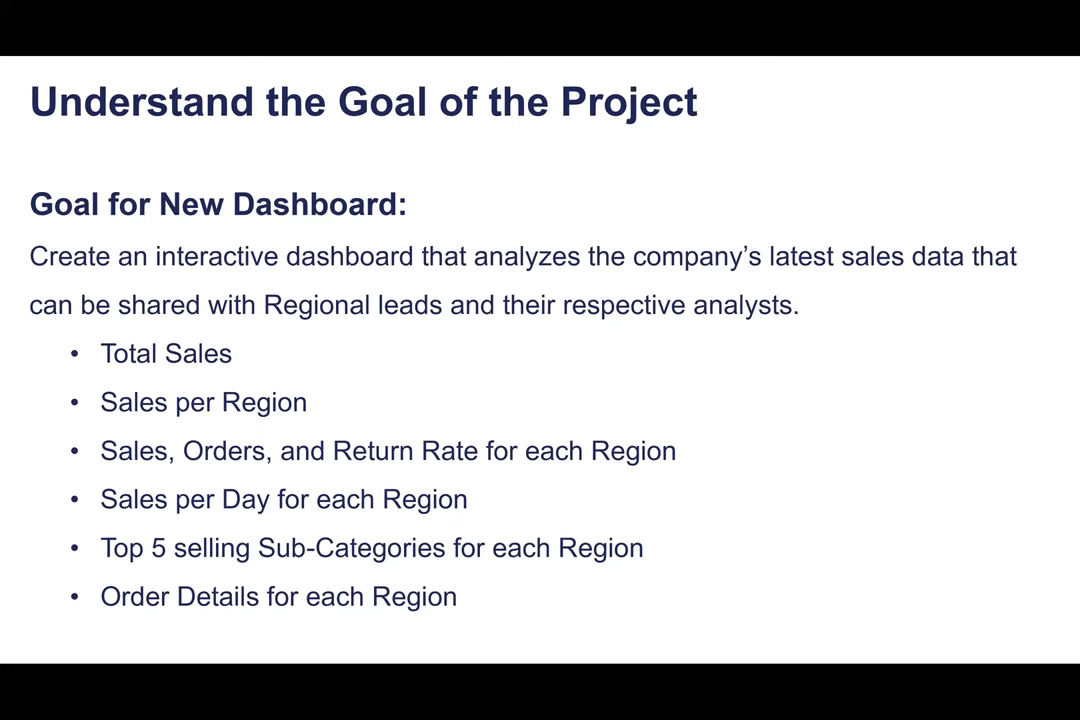 Understand the Goal of the Project
Goal for New Dashboard:
Create an interactive dashboard that analyzes the company’s latest sales data that
can be shared with Regional leads and their respective analysts.
• Total Sales
• Sales per Region
• Sales, Orders, and Return Rate for each Region
• Sales per Day for each Region
• Top 5 selling Sub-Categories for each Region
• Order Details for each Region